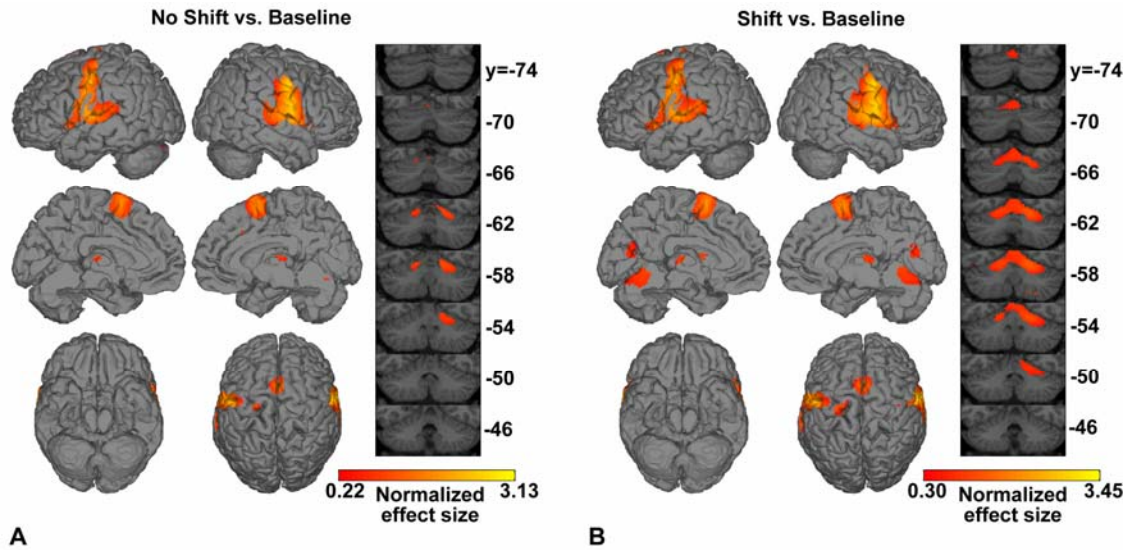 No Shift vs. Baseline
y=-74
-70
-66
-62
-58
-54
-50
-46
0.22 Normalized 3.13
effect size
A
Shift vs. Baseline
y=-74
-70
-66
-62
-58
-54
-50
-46
0.30 Normalized 3.45
effect size
B